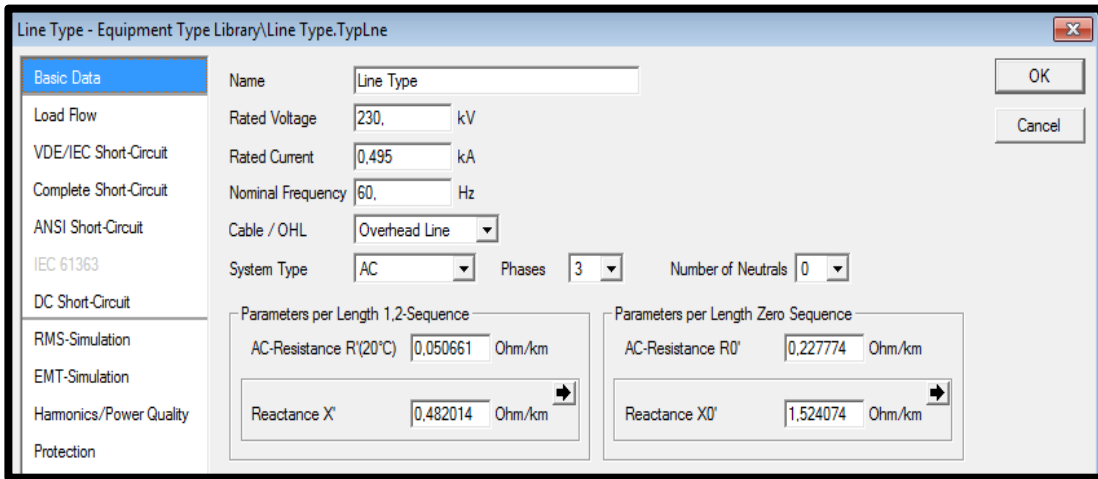 Line Type - Equipment Type Library\Line Type.TypLne
Basic Data
Load Flow
VDE/IEC Short-Circuit
Complete Short-Circuit
ANSI Short-Circuit
IEC 61363
DC Short-Circuit
RMS-Simulation
EMT-Simulation
Harmonics/Power Quality
Protection
Name Line Type
Rated Voltage 230, kV
Rated Current 0,495 kA
Nominal Frequency 60, Hz
Cable / OHL Overhead Line
System Type AC Phases 3 Number of Neutrals 0
Parameters per Length 1,2-Sequence
AC-Resistance R'(20°C) 0,050661 Ohm/km
Reactance X' 0,482014 Ohm/km
Parameters per Length Zero Sequence
AC-Resistance R0' 0,227774 Ohm/km
Reactance X0' 1,524074 Ohm/km
OK
Cancel